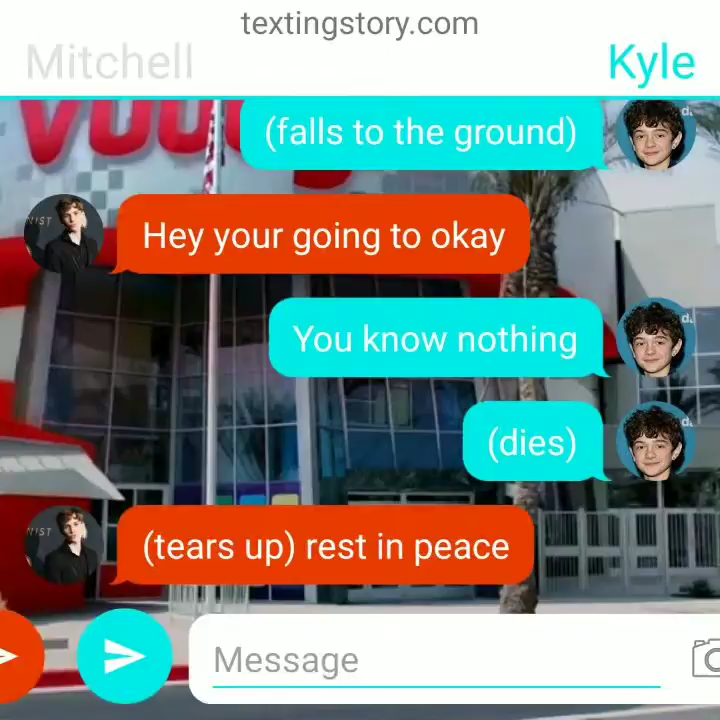 textingstory.com
Mitchell
Kyle
(falls to the ground)
Hey your going to okay
You know nothing
(dies)
(tears up) rest in peace
Message